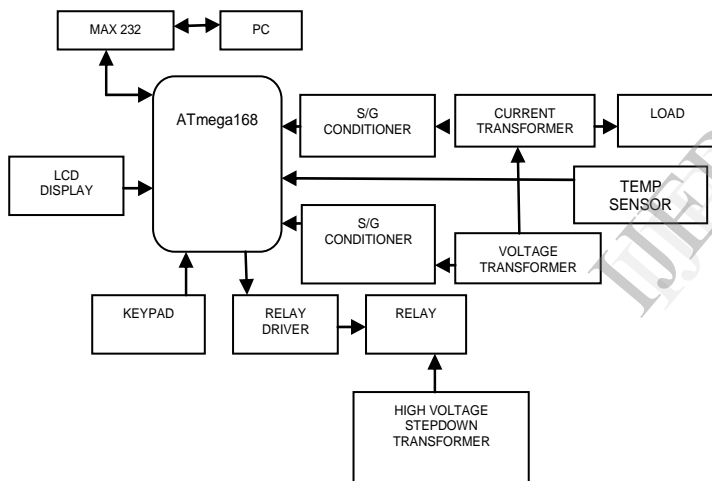 MAX 232
PC
ATmega168
S/G
CONDITIONER
CURRENT
TRANSFORMER
LOAD
LCD
DISPLAY
TEMP
SENSOR
S/G
CONDITIONER
VOLTAGE
TRANSFORMER
KEYPAD
RELAY
DRIVER
RELAY
HIGH VOLTAGE
STEPDOWN
TRANSFORMER